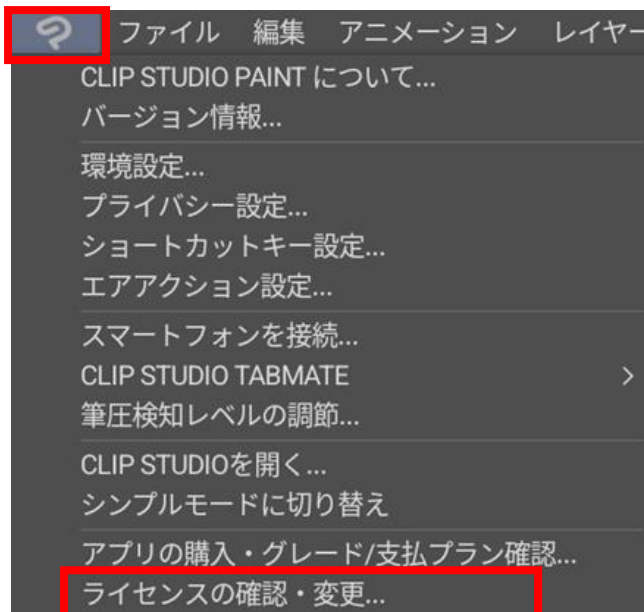 ファイル 編集 アニメーション レイヤー
CLIP STUDIO PAINT について...
バージョン情報...
環境設定...
プライバシー設定...
ショートカットキー設定...
エアアクション設定...
スマートフォンを接続...
CLIP STUDIO TABMATE
筆圧検知レベルの調節...
CLIP STUDIOを開く...
シンプルモードに切り替え
アプリの購入・グレード/支払プラン確認...
ライセンスの確認・変更...